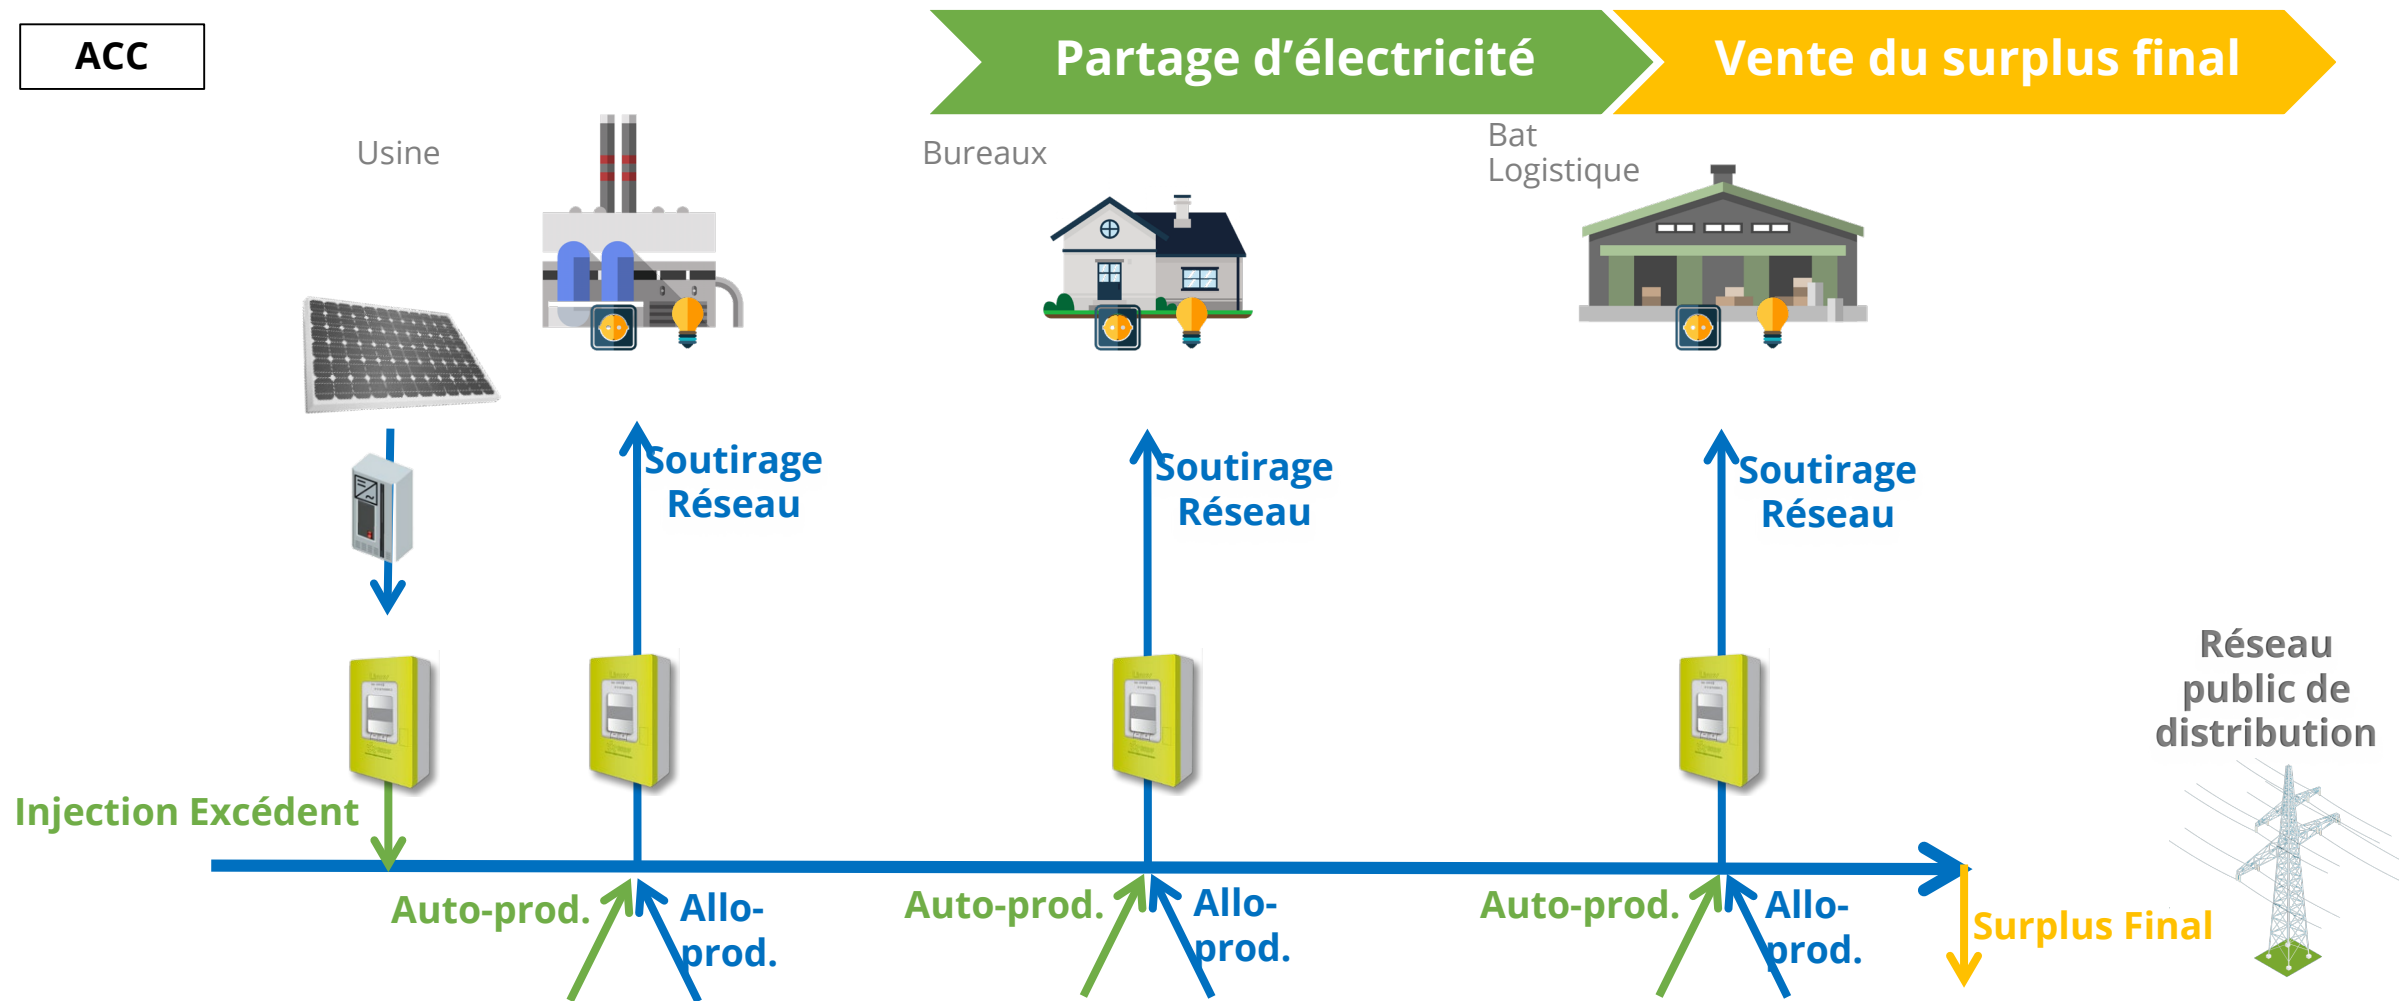 ACC
Partage d’électricité
Vente du surplus final
Usine
Bureaux
Bat
Logistique
Soutirage
Réseau
Soutirage
Réseau
Soutirage
Réseau
Réseau
public de
distribution
Injection Excédent
Auto-prod.
Allo-
prod.
Auto-prod.
Allo-
prod.
Auto-prod.
Allo-
prod.
Surplus Final